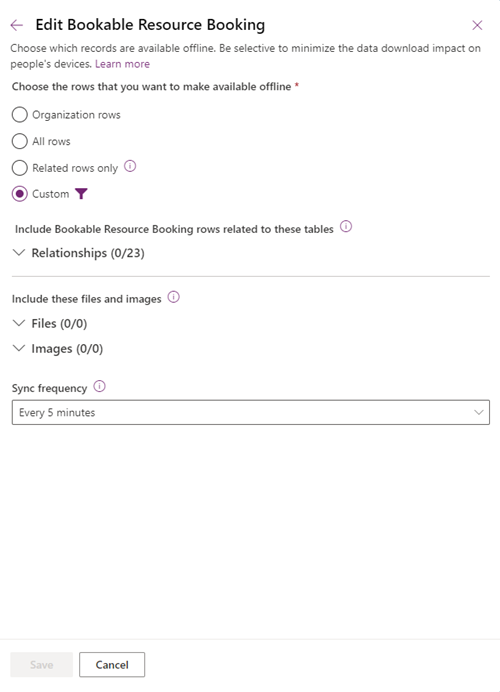 Edit Bookable Resource Booking
Choose which records are available offline. Be selective to minimize the data download impact on
people's devices. Learn more
Choose the rows that you want to make available offline *
Organization rows
All rows
Related rows only
Custom
Include Bookable Resource Booking rows related to these tables
Relationships (0/23)
Include these files and images
Files (0/0)
Images (0/0)
Sync frequency
Every 5 minutes
Save
Cancel